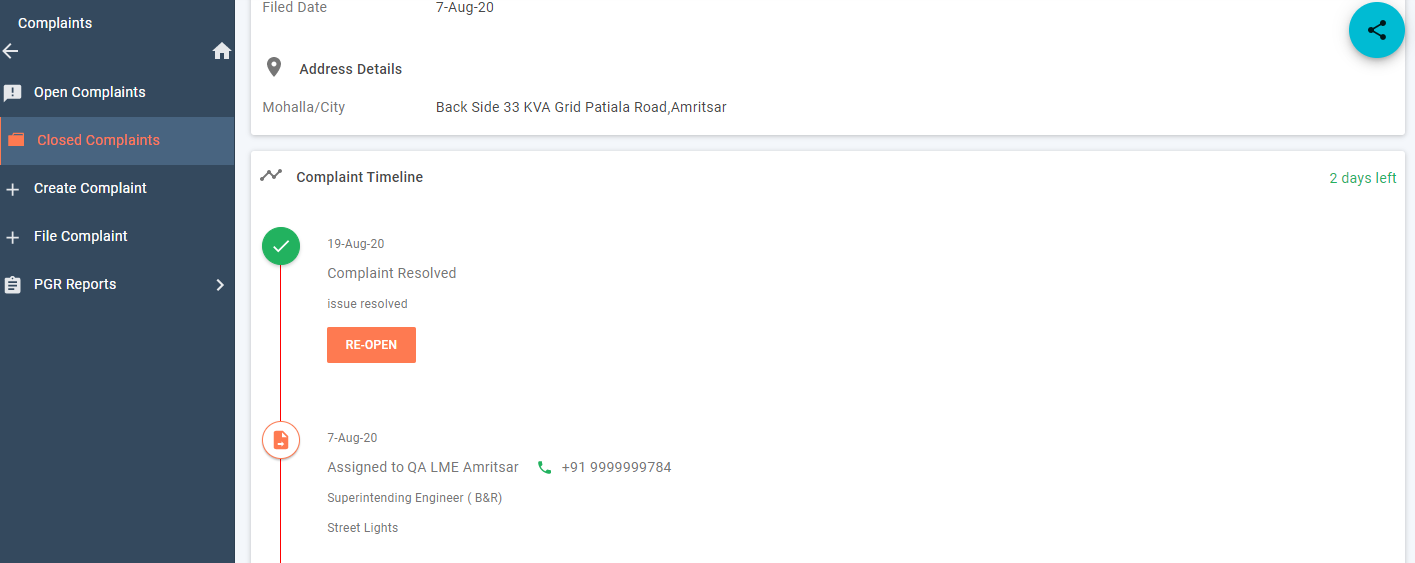 Complaints
Open Complaints
Closed Complaints
Create Complaint
File Complaint
PGR Reports
Filed Date 7-Aug-20
Address Details
Mohalla/City Back Side 33 KVA Grid Patiala Road,Amritsar
Complaint Timeline 2 days left
19-Aug-20
Complaint Resolved
issue resolved
RE-OPEN
7-Aug-20
Assigned to QA LME Amritsar +91 9999999784
Superintending Engineer ( B&R)
Street Lights